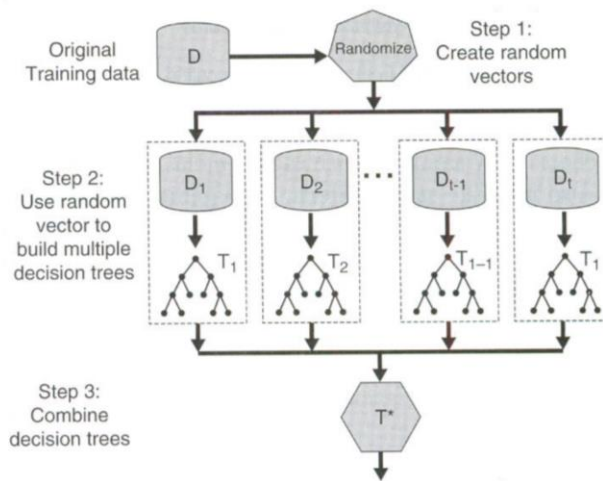 Original
Training data
D
Randomize
Step 1:
Create random
vectors
Step 2:
Use random
vector to
build multiple
decision trees
D1
D2
...
Dt-1
Dt
T1
T2
T1–1
T1
Step 3:
Combine
decision trees
T*